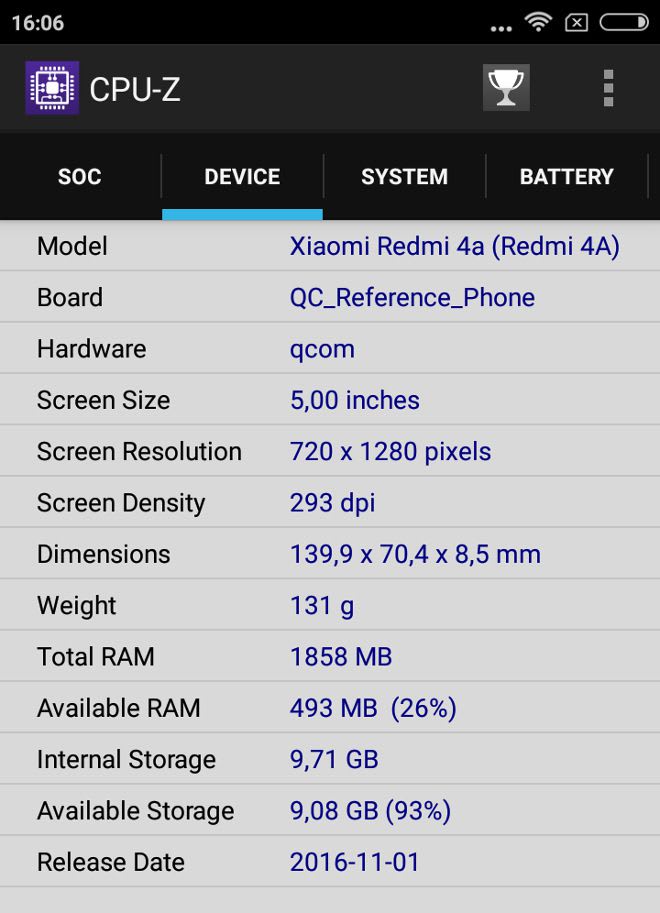 16:06
CPU-Z
SOC DEVICE SYSTEM BATTERY
Model Xiaomi Redmi 4a (Redmi 4A)
Board QC_Reference_Phone
Hardware qcom
Screen Size 5,00 inches
Screen Resolution 720 x 1280 pixels
Screen Density 293 dpi
Dimensions 139,9 x 70,4 x 8,5 mm
Weight 131 g
Total RAM 1858 MB
Available RAM 493 MB (26%)
Internal Storage 9,71 GB
Available Storage 9,08 GB (93%)
Release Date 2016-11-01